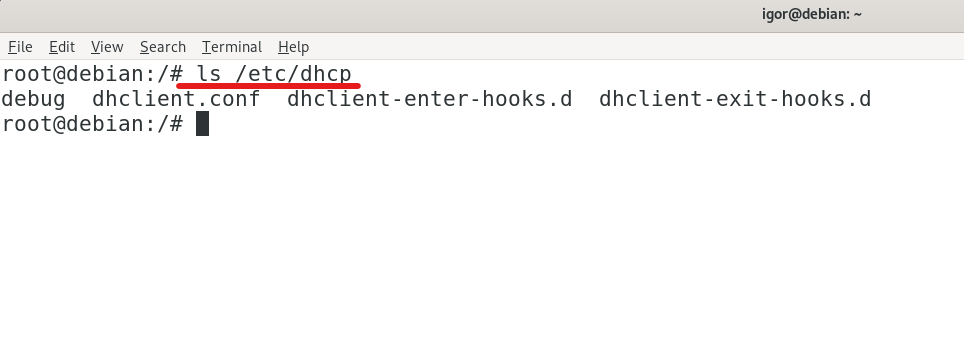 igor@debian: ~
File Edit View Search Terminal Help
root@debian:/# ls /etc/dhcp
debug  dhclient.conf  dhclient-enter-hooks.d  dhclient-exit-hooks.d
root@debian:/#